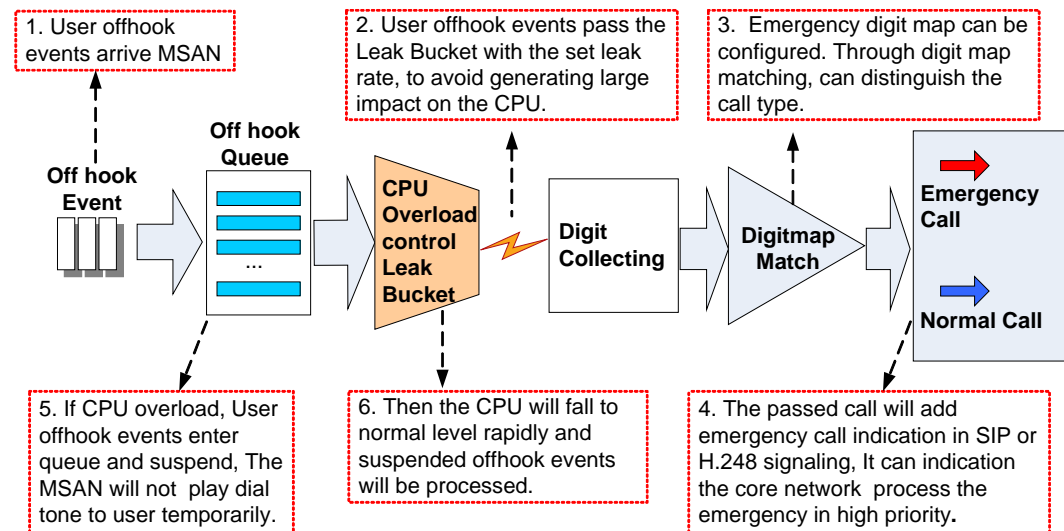 1. User offhook
events arrive MSAN
2. User offhook events pass the
Leak Bucket with the set leak
rate, to avoid generating large
impact on the CPU.
3. Emergency digit map can be
configured. Through digit map
matching, can distinguish the
call type.
Off hook
Event
Off hook
Queue
...
CPU
Overload
control
Leak
Bucket
Digit
Collecting
Digitmap
Match
Emergency
Call
Normal Call
5. If CPU overload, User
offhook events enter
queue and suspend, The
MSAN will not play dial
tone to user temporarily.
6. Then the CPU will fall to
normal level rapidly and
suspended offhook events
will be processed.
4. The passed call will add
emergency call indication in SIP or
H.248 signaling, It can indication
the core network process the
emergency in high priority.